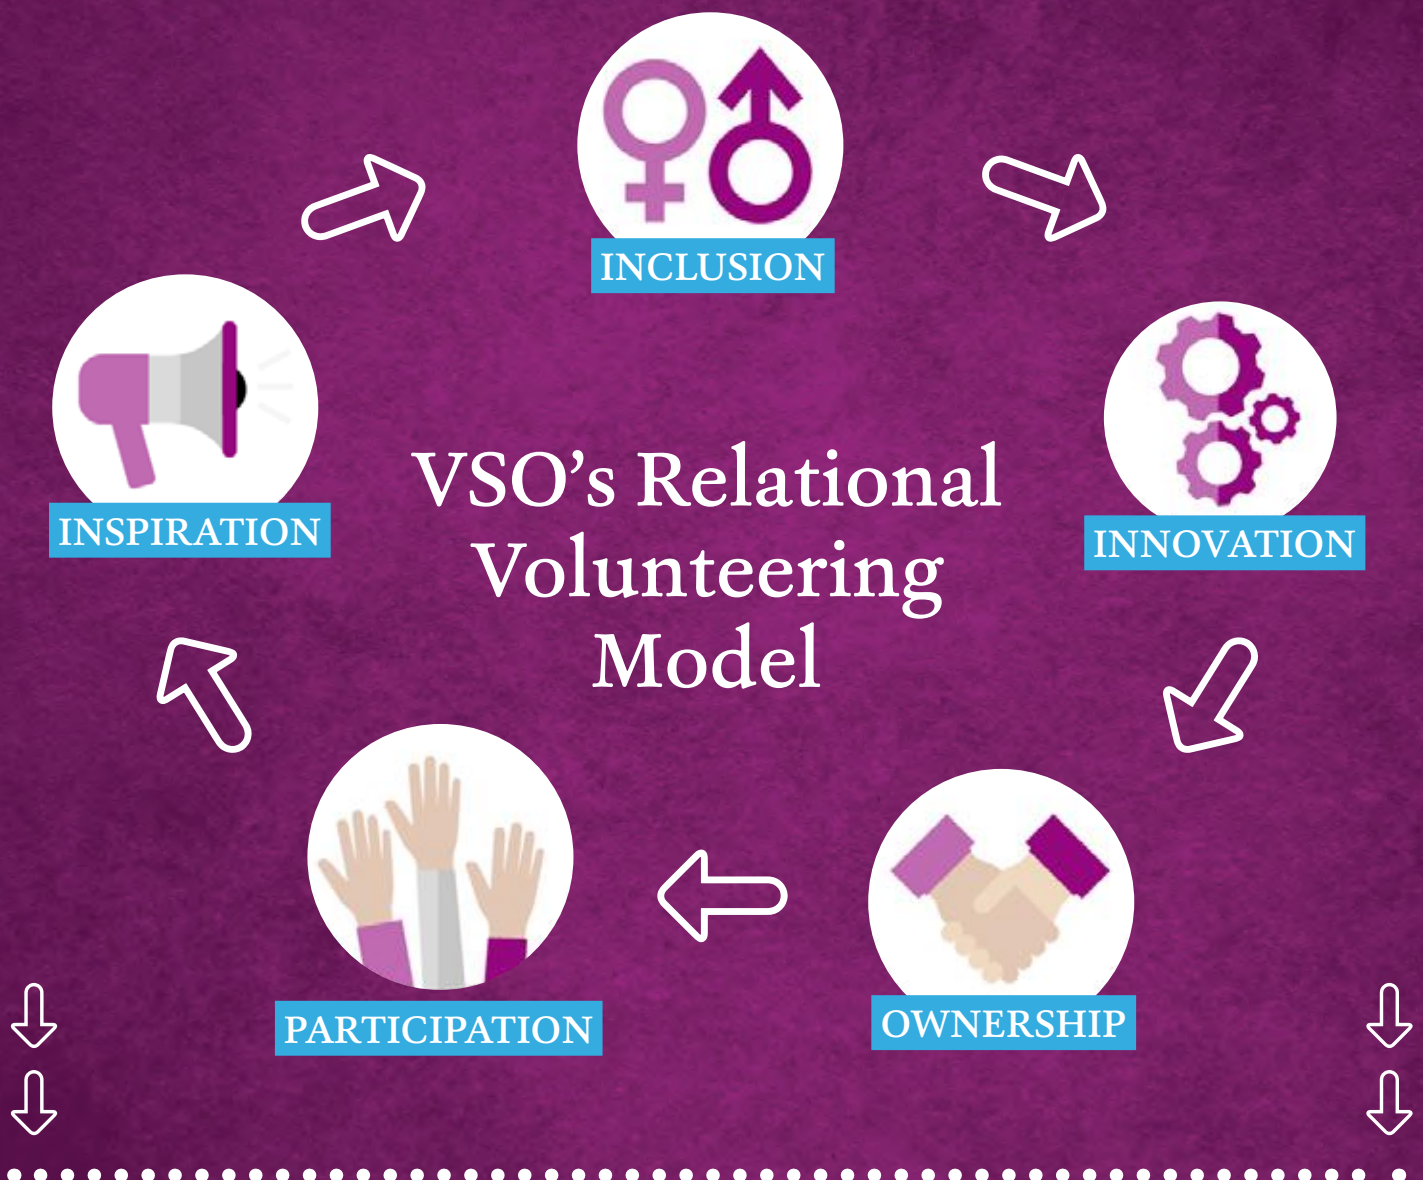 INCLUSION
INSPIRATION
INNOVATION
VSO’s Relational
Volunteering
Model
PARTICIPATION
OWNERSHIP